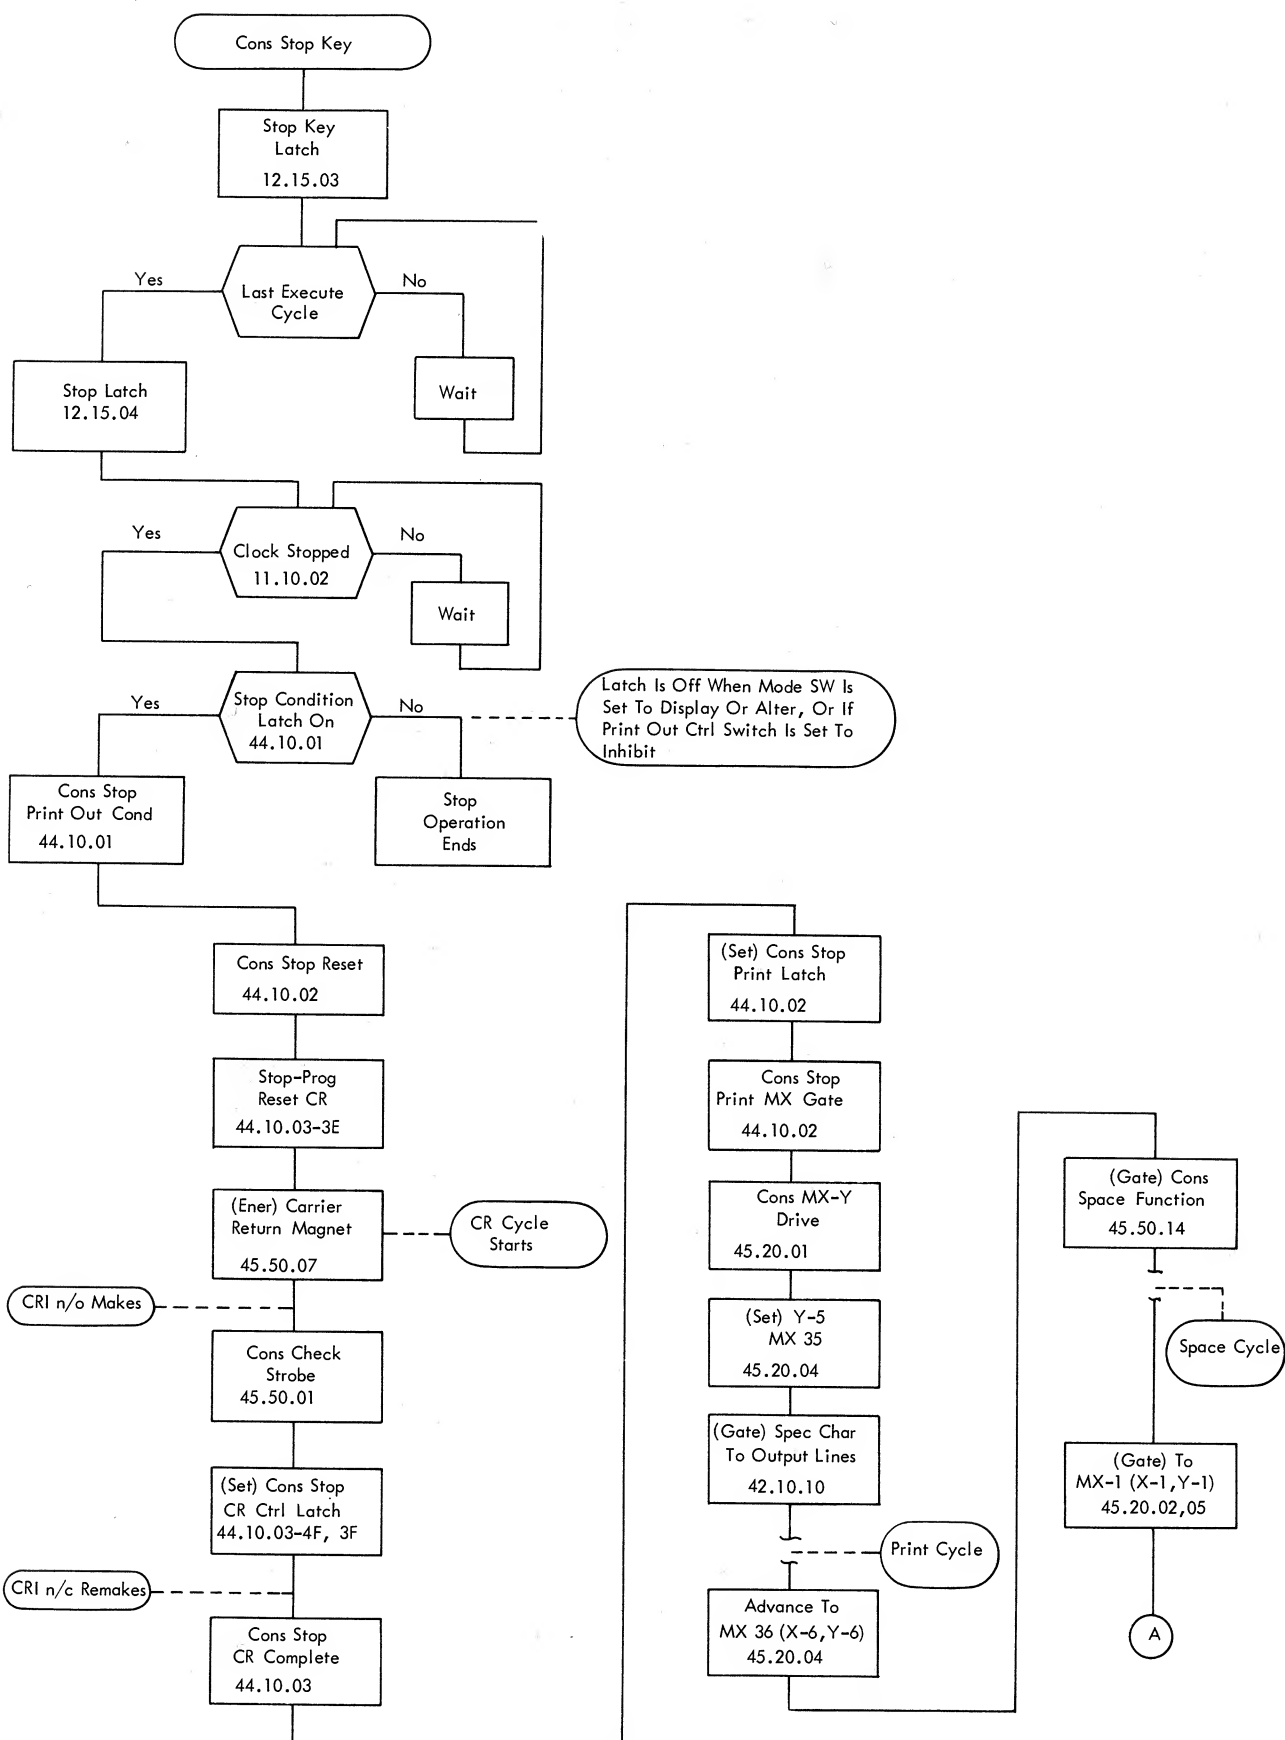 Cons Stop Key
Stop Key
Latch
12.15.03
Last Execute
Cycle
Yes
No
Stop Latch
12.15.04
Wait
Clock Stopped
11.10.02
Yes
No
Wait
Stop Condition
Latch On
44.10.01
Yes
No
Latch Is Off When Mode SW Is
Set To Display Or Alter, Or If
Print Out Ctrl Switch Is Set To
Inhibit
Cons Stop
Print Out Cond
44.10.01
Stop
Operation
Ends
Cons Stop Reset
44.10.02
Stop-Prog
Reset CR
44.10.03-3E
(Ener) Carrier
Return Magnet
45.50.07
CR Cycle
Starts
CRI n/o Makes
Cons Check
Strobe
45.50.01
(Set) Cons Stop
CR Ctrl Latch
44.10.03-4F, 3F
CRI n/c Remakes
Cons Stop
CR Complete
44.10.03
(Set) Cons Stop
Print Latch
44.10.02
Cons Stop
Print MX Gate
44.10.02
Cons MX-Y
Drive
45.20.01
(Set) Y-5
MX 35
45.20.04
(Gate) Spec Char
To Output Lines
42.10.10
Print Cycle
Advance To
MX 36 (X-6,Y-6)
45.20.04
(Gate) Cons
Space Function
45.50.14
Space Cycle
(Gate) To
MX-1 (X-1,Y-1)
45.20.02,05
A